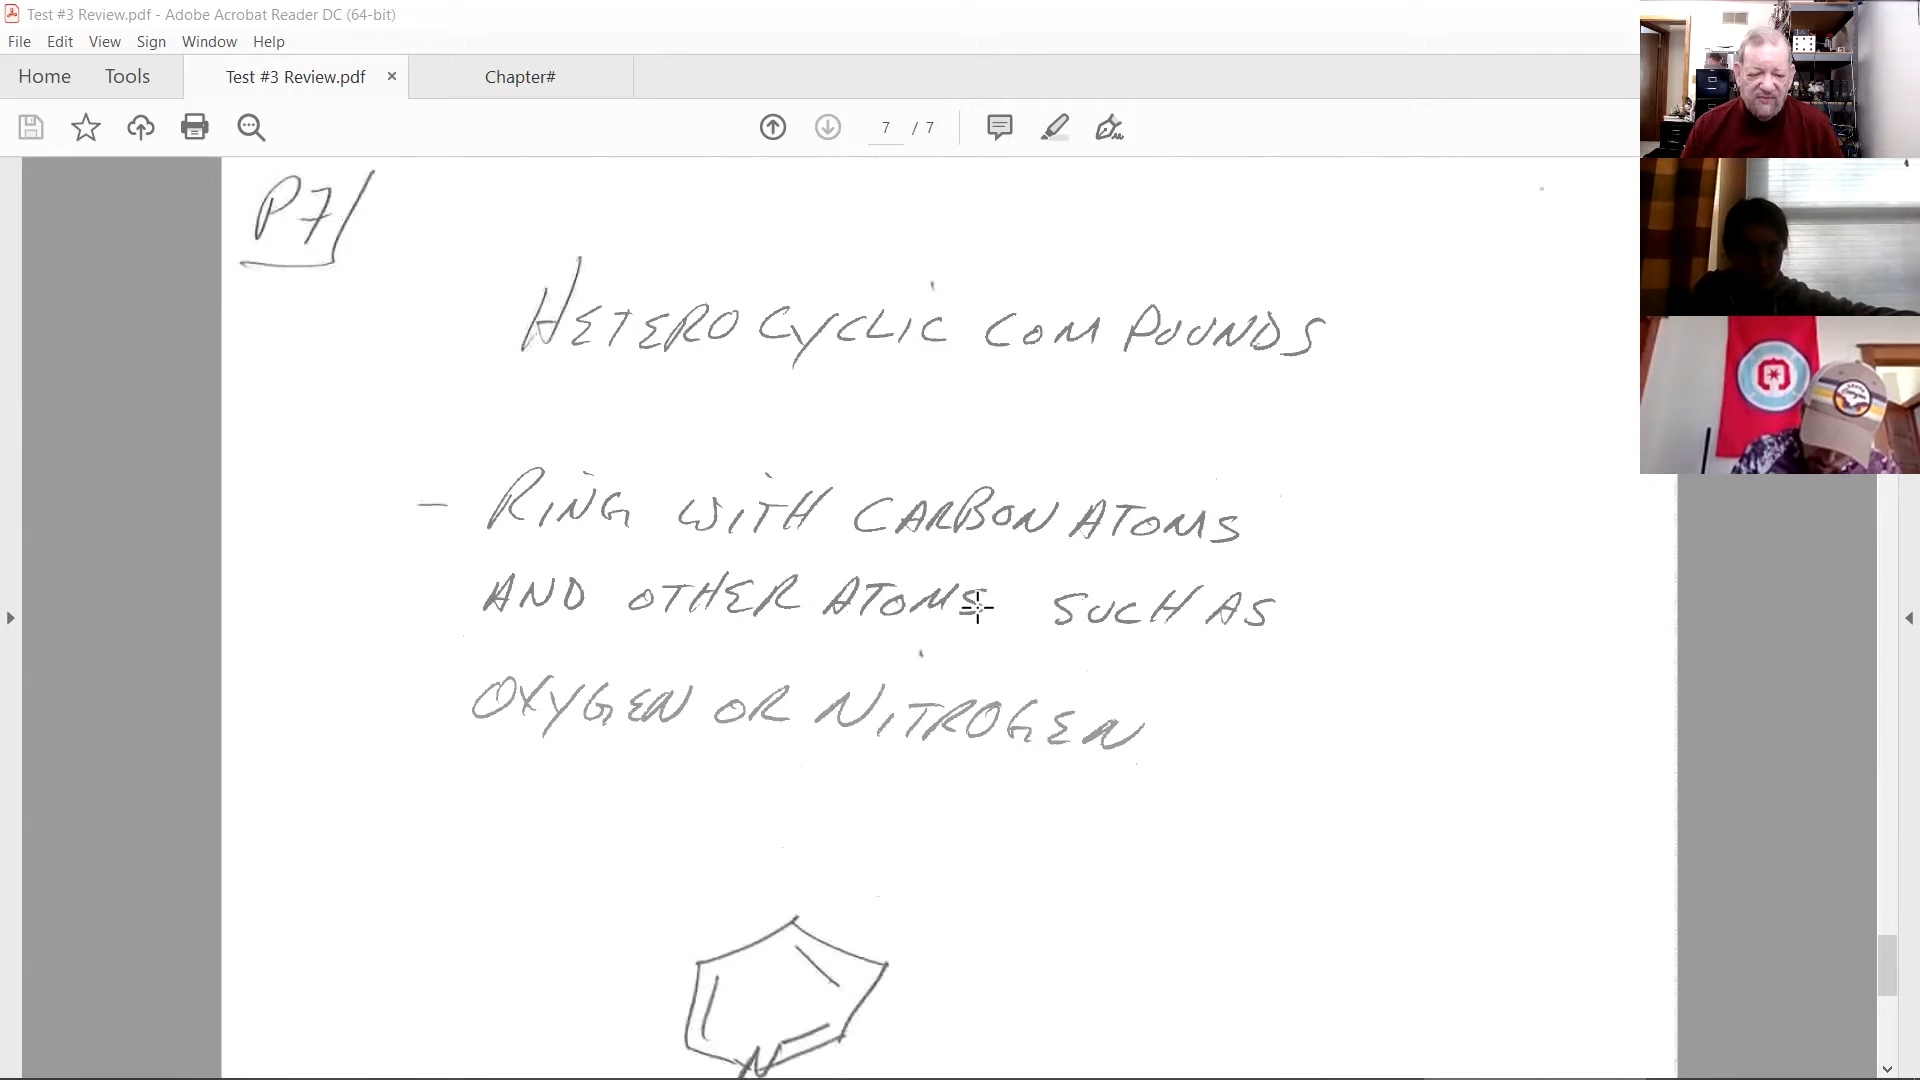 Test #3 Review.pdf - Adobe Acrobat Reader DC (64-bit)
File Edit View Sign Window Help
Home Tools Test #3 Review.pdf × Chapter#
7 / 7
P7
HETEROCYCLIC COMPOUNDS
- RING WITH CARBON ATOMS
AND OTHER ATOMS SUCH AS
OXYGEN OR NITROGEN
N